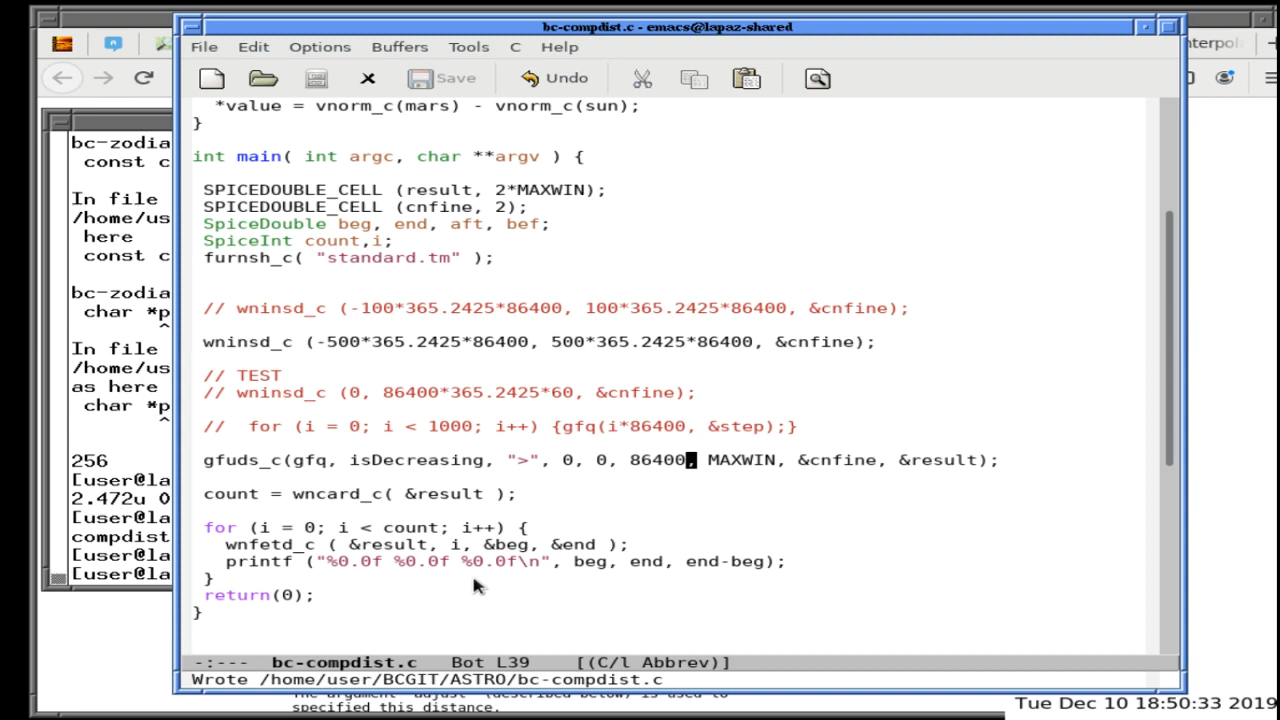 bc-compdist.c - emacs@lapaz-shared
File Edit Options Buffers Tools C Help
Save Undo
*value = vnorm_c(mars) - vnorm_c(sun);
}
int main( int argc, char **argv ) {
SPICEDOUBLE_CELL (result, 2*MAXWIN);
SPICEDOUBLE_CELL (cnfine, 2);
SpiceDouble beg, end, aft, bef;
SpiceInt count,i;
furnsh_c( "standard.tm" );
// wninsd_c (-100*365.2425*86400, 100*365.2425*86400, &cnfine);
wninsd_c (-500*365.2425*86400, 500*365.2425*86400, &cnfine);
// TEST
// wninsd_c (0, 86400*365.2425*60, &cnfine);
//  for (i = 0; i < 1000; i++) {gfq(i*86400, &step);}
gfuds_c(gfq, isDecreasing, ">", 0, 0, 86400, MAXWIN, &cnfine, &result);
count = wncard_c( &result );
for (i = 0; i < count; i++) {
wnfetd_c ( &result, i, &beg, &end );
printf ("%0.0f %0.0f %0.0f\n", beg, end, end-beg);
}
return(0);
}
-:--- bc-compdist.c Bot L39 [(C/l Abbrev)]
Wrote /home/user/BCGIT/ASTRO/bc-compdist.c
bc-zodia
const c
In file
/home/us
here
const c
bc-zodia
char *p
^
In file
/home/us
as here
char *p
^
256
[user@la
2.472u 0
[user@la
compdist
[user@la
[user@la
nterpol
specified this distance.
Tue Dec 10 18:50:33 2019